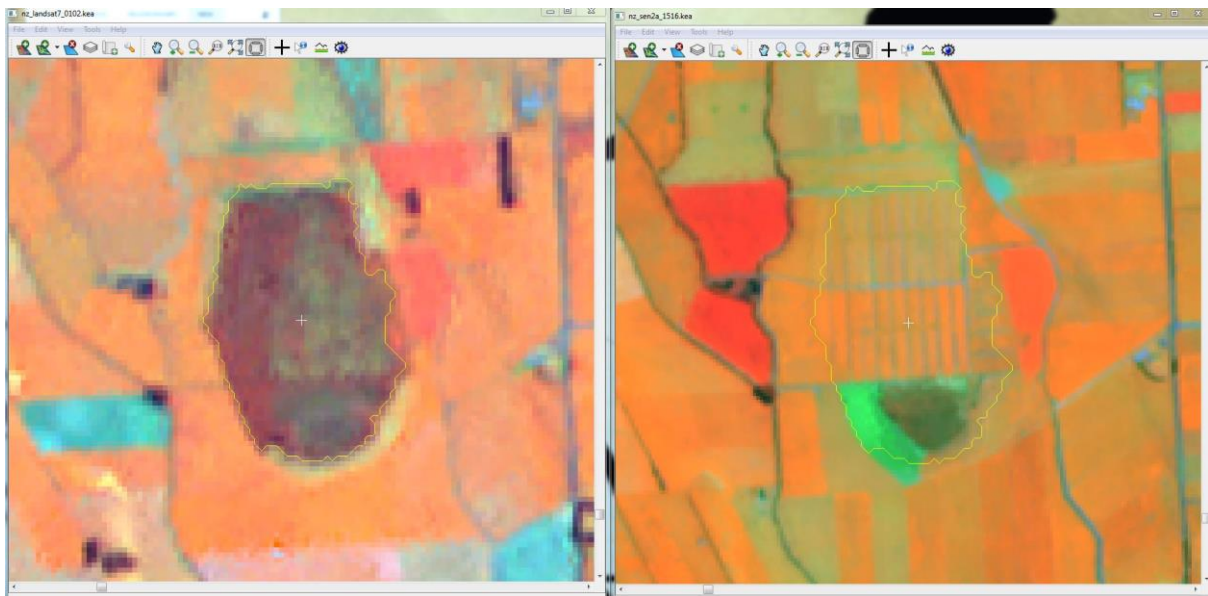 nz_landsat7_0102.kea
File Edit View Tools Help
nz_sen2a_1516.kea
File Edit View Tools Help